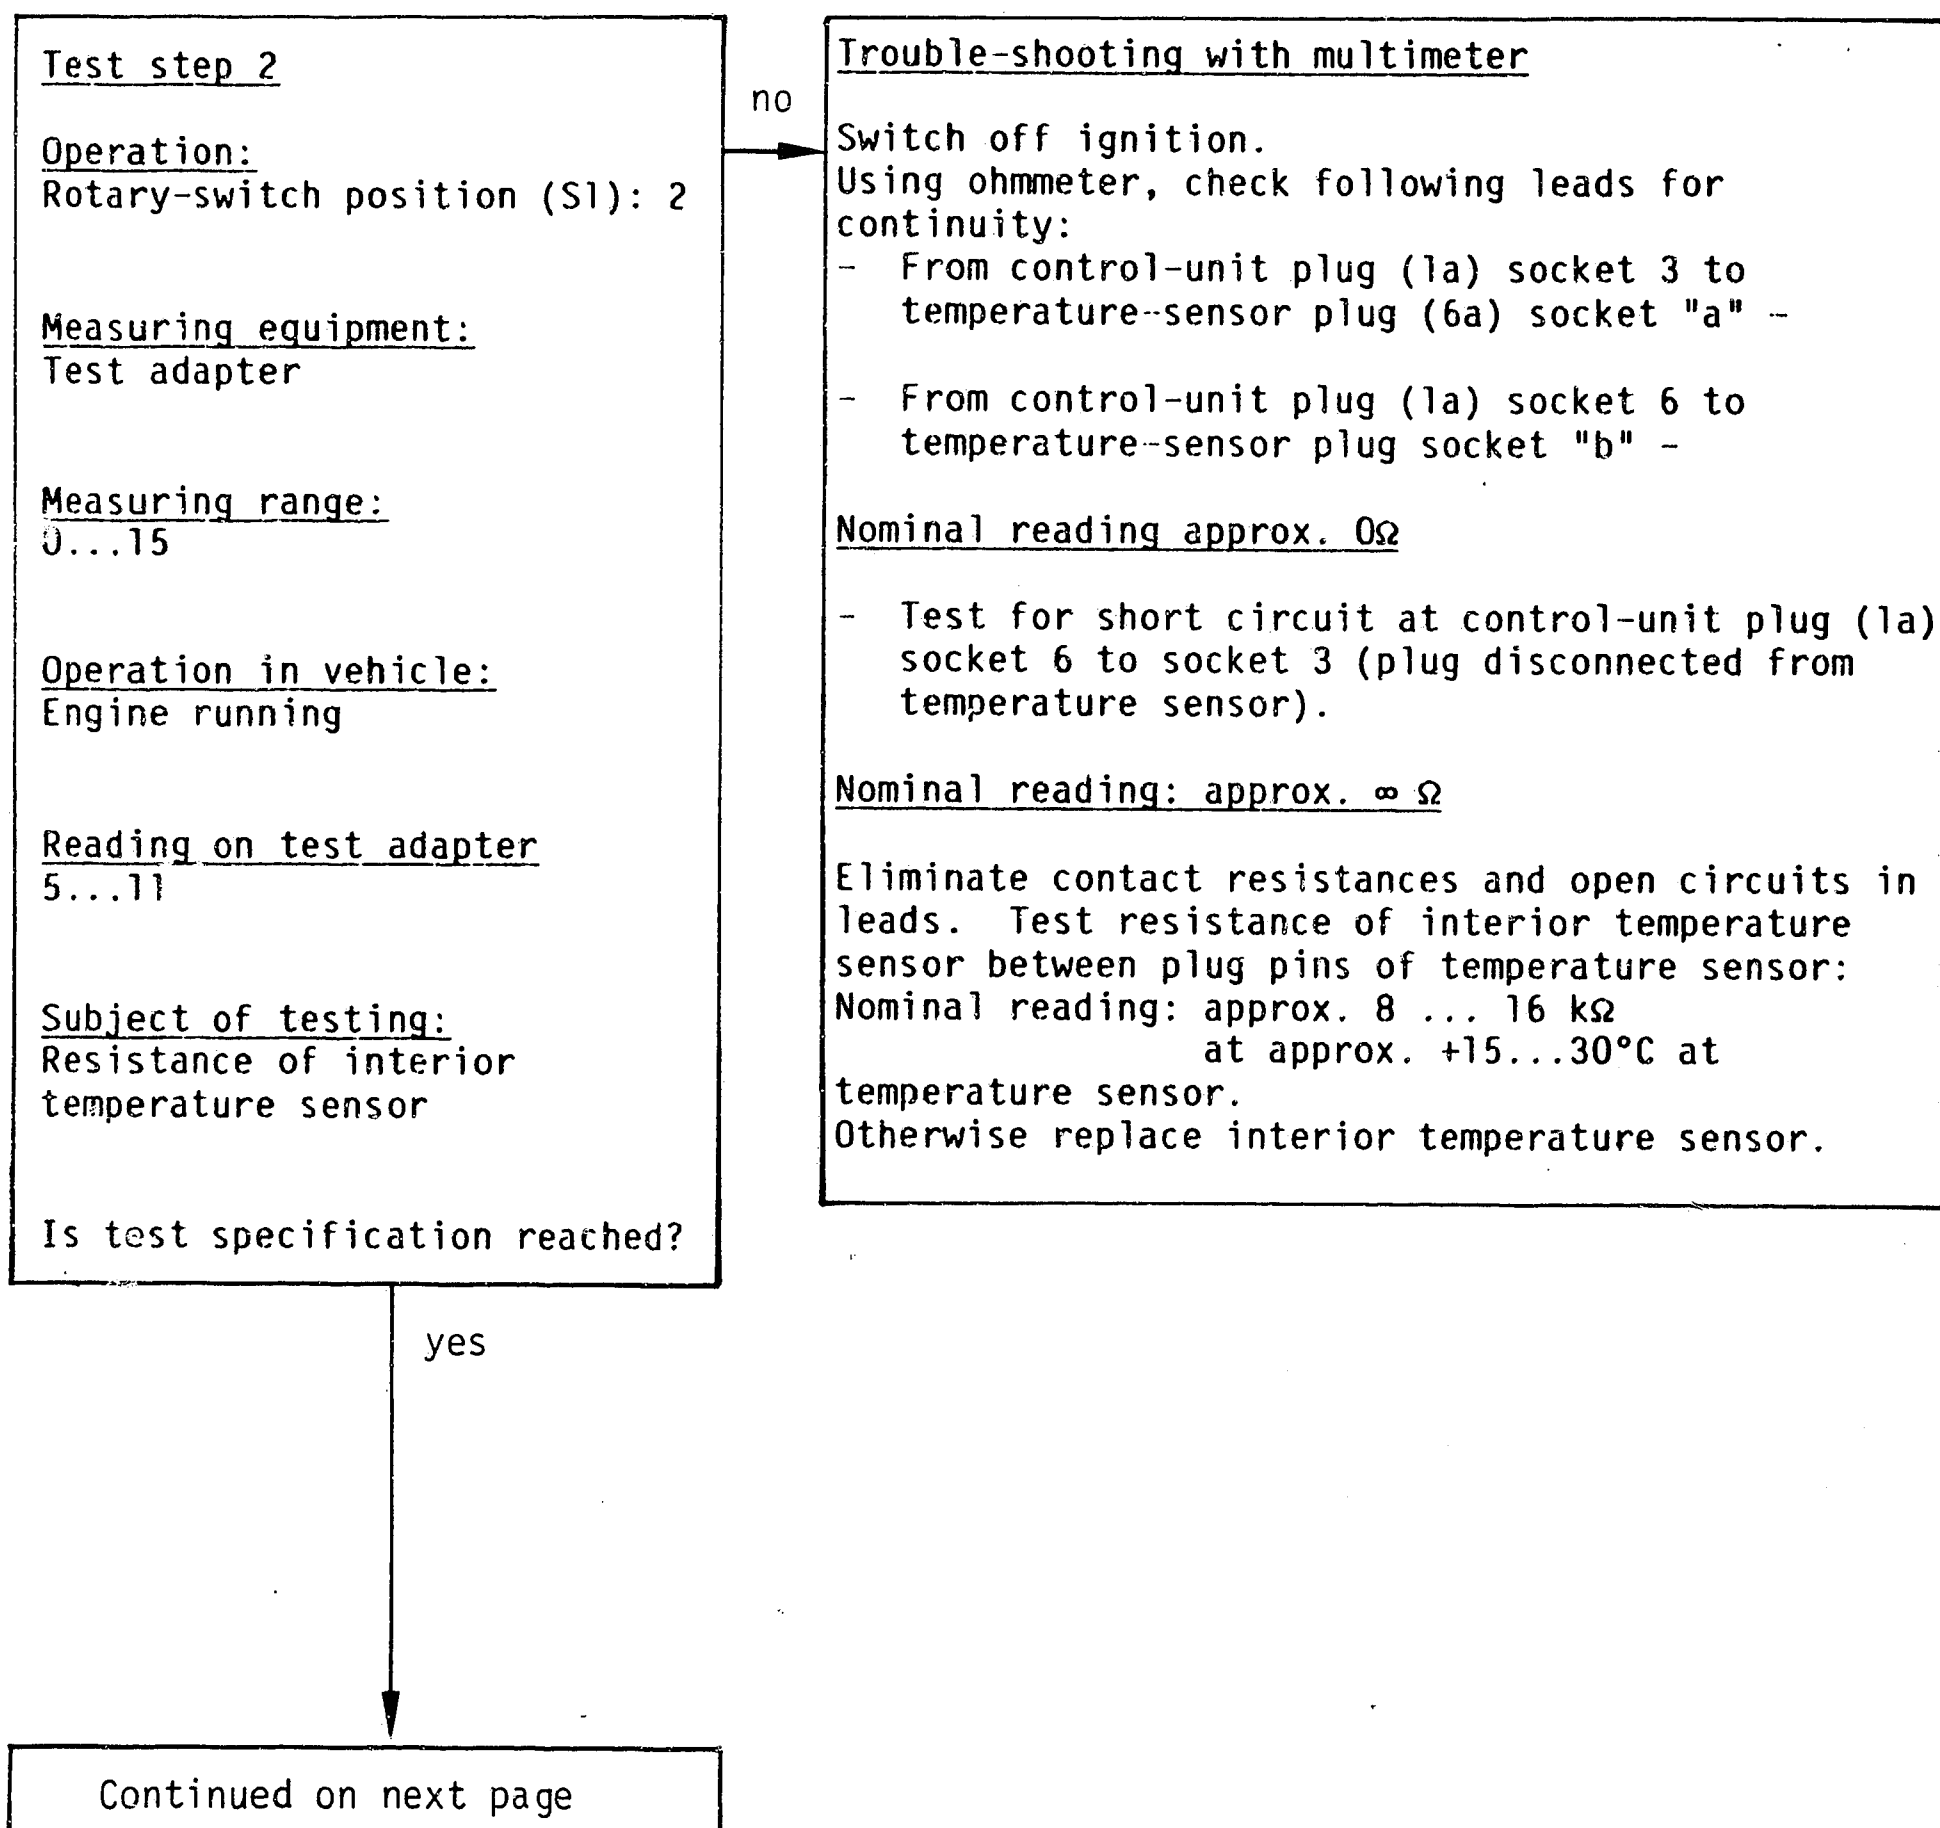 Test step 2
Operation:
Rotary-switch position (S1): 2
Measuring equipment:
Test adapter
Measuring range:
0...15
Operation in vehicle:
Engine running
Reading on test adapter
5...11
Subject of testing:
Resistance of interior
temperature sensor
Is test specification reached?
no
Trouble-shooting with multimeter
Switch off ignition.
Using ohmmeter, check following leads for
continuity:
- From control-unit plug (1a) socket 3 to
temperature-sensor plug (6a) socket "a" -
- From control-unit plug (1a) socket 6 to
temperature-sensor plug socket "b" -
Nominal reading approx. 0Ω
- Test for short circuit at control-unit plug (1a)
socket 6 to socket 3 (plug disconnected from
temperature sensor).
Nominal reading: approx. ∞ Ω
Eliminate contact resistances and open circuits in
leads. Test resistance of interior temperature
sensor between plug pins of temperature sensor:
Nominal reading: approx. 8 ... 16 kΩ
at approx. +15...30°C at
temperature sensor.
Otherwise replace interior temperature sensor.
yes
Continued on next page